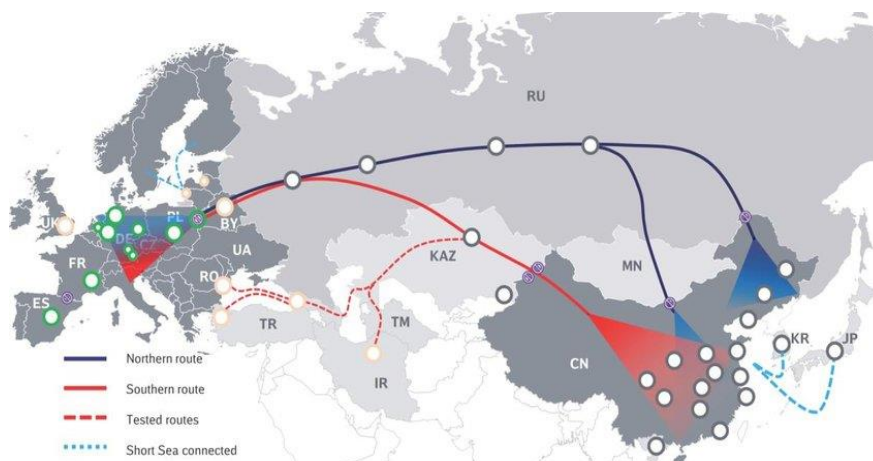 RU
UK
PL
BY
DE
CZ
UA
FR
KAZ
MN
RO
ES
TR
TM
KR
JP
CN
IR
Northern route
Southern route
Tested routes
Short Sea connected